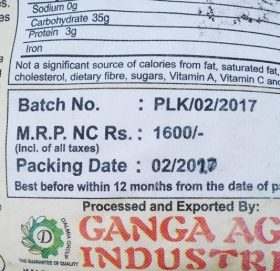 Sodium 0g
Carbohydrate 35g
Protein 3g
Iron
Not a significant source of calories from fat, saturated fat,
cholesterol, dietary fibre, sugars, Vitamin A, Vitamin C and
Batch No. : PLK/02/2017
M.R.P. NC Rs. : 1600/-
(Incl. of all taxes)
Packing Date : 02/2017
Best before within 12 months from the date of
Processed and Exported By:
GANGA AG
INDUSTR
DALMIA GROUP
D
THE GUARANTEE OF QUALITY